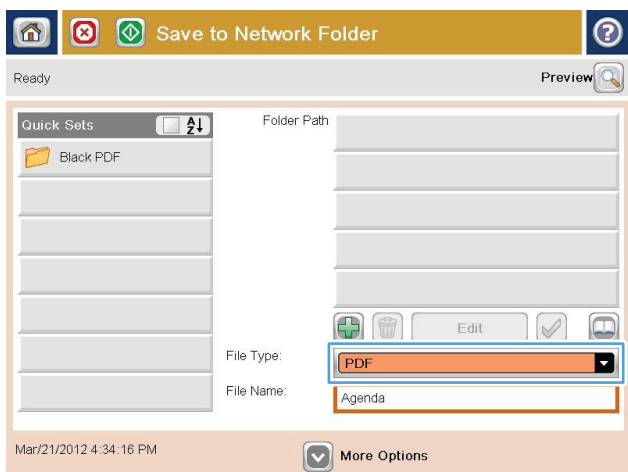 Save to Network Folder
Ready
Preview
Quick Sets
AZ
Folder Path
Black PDF
Edit
File Type:
PDF
File Name:
Agenda
Mar/21/2012 4:34:16 PM
More Options